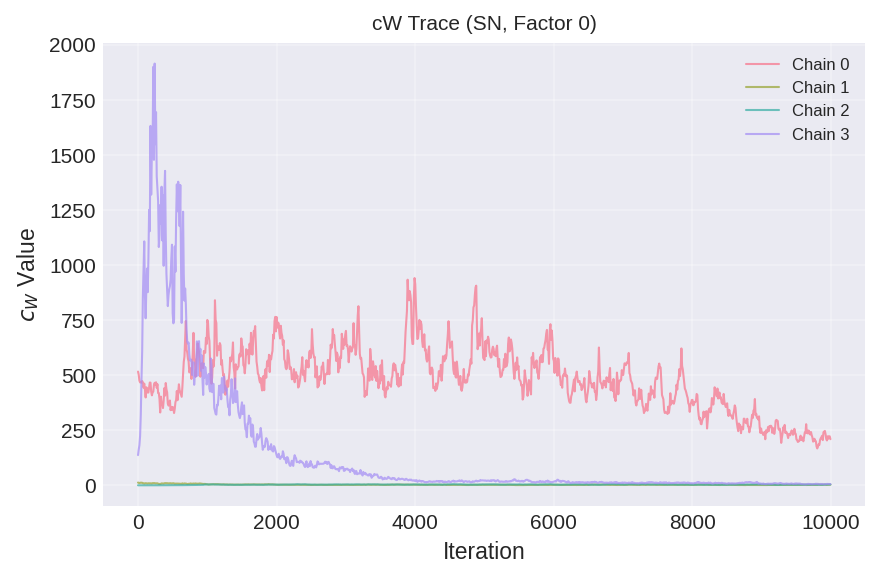 cW Trace (SN, Factor 0)
2000
1750
1500
1250
1000
750
500
250
0
c_W Value
Chain 0
Chain 1
Chain 2
Chain 3
0 2000 4000 6000 8000 10000
Iteration